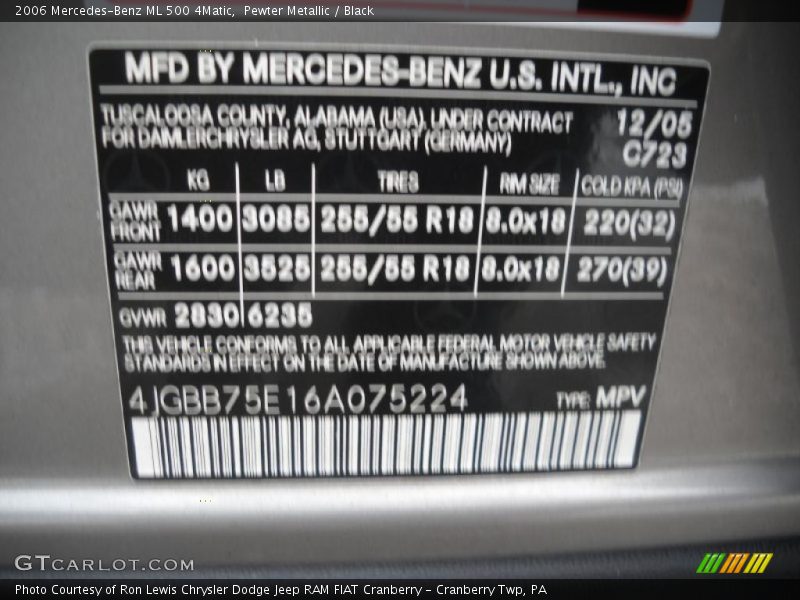 2006 Mercedes-Benz ML 500 4Matic,  Pewter Metallic / Black
MFD BY MERCEDES-BENZ U.S. INTL., INC
TUSCALOOSA COUNTY, ALABAMA (USA), UNDER CONTRACT 12/05
FOR DAIMLERCHRYSLER AG, STUTTGART (GERMANY) C723
KG LB TIRES RIM SIZE COLD KPA (PSI)
GAWR FRONT 1400 3085 255/55 R18 8.0x18 220(32)
GAWR REAR 1600 3525 255/55 R18 8.0x18 270(39)
GVWR 2830 6235
THIS VEHICLE CONFORMS TO ALL APPLICABLE FEDERAL MOTOR VEHICLE SAFETY
STANDARDS IN EFFECT ON THE DATE OF MANUFACTURE SHOWN ABOVE.
4JGBB75E16A075224 TYPE: MPV
GTCARLOT.COM
Photo Courtesy of Ron Lewis Chrysler Dodge Jeep RAM FIAT Cranberry - Cranberry Twp, PA